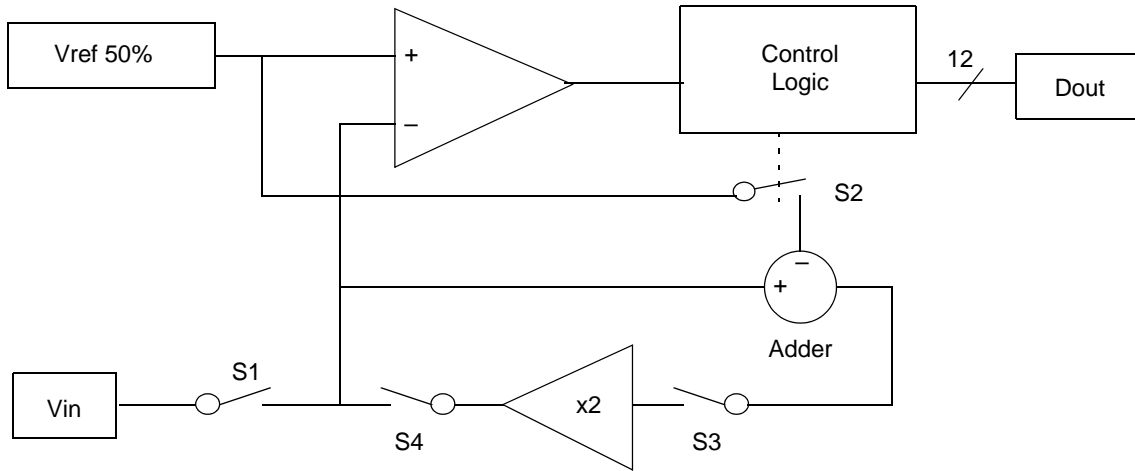 Vref 50%
+
–
Control
Logic
12
Dout
S2
–
+
Adder
S1
Vin
S4
x2
S3